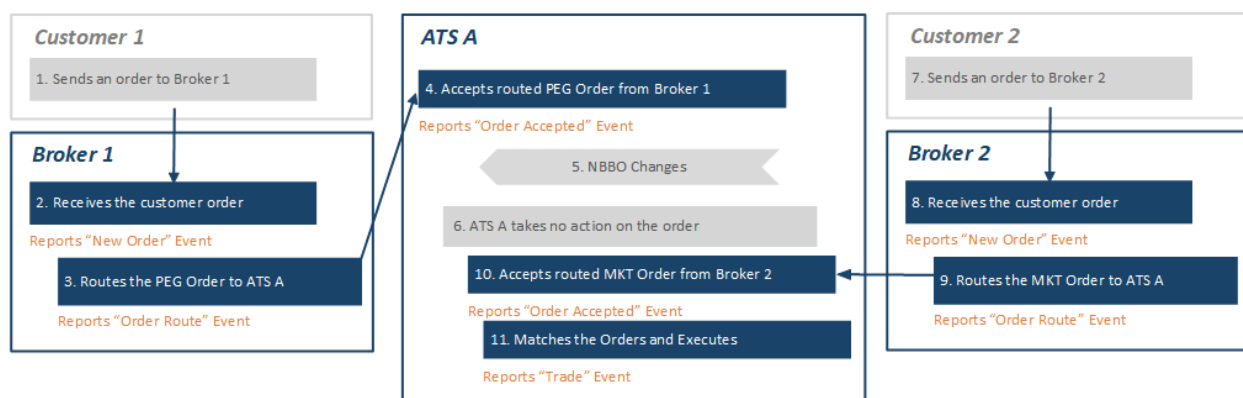 Customer 1
1. Sends an order to Broker 1
Broker 1
2. Receives the customer order
Reports “New Order” Event
3. Routes the PEG Order to ATS A
Reports “Order Route” Event
ATS A
4. Accepts routed PEG Order from Broker 1
Reports “Order Accepted” Event
5. NBBO Changes
6. ATS A takes no action on the order
10. Accepts routed MKT Order from Broker 2
Reports “Order Accepted” Event
11. Matches the Orders and Executes
Reports “Trade” Event
Customer 2
7. Sends an order to Broker 2
Broker 2
8. Receives the customer order
Reports “New Order” Event
9. Routes the MKT Order to ATS A
Reports “Order Route” Event